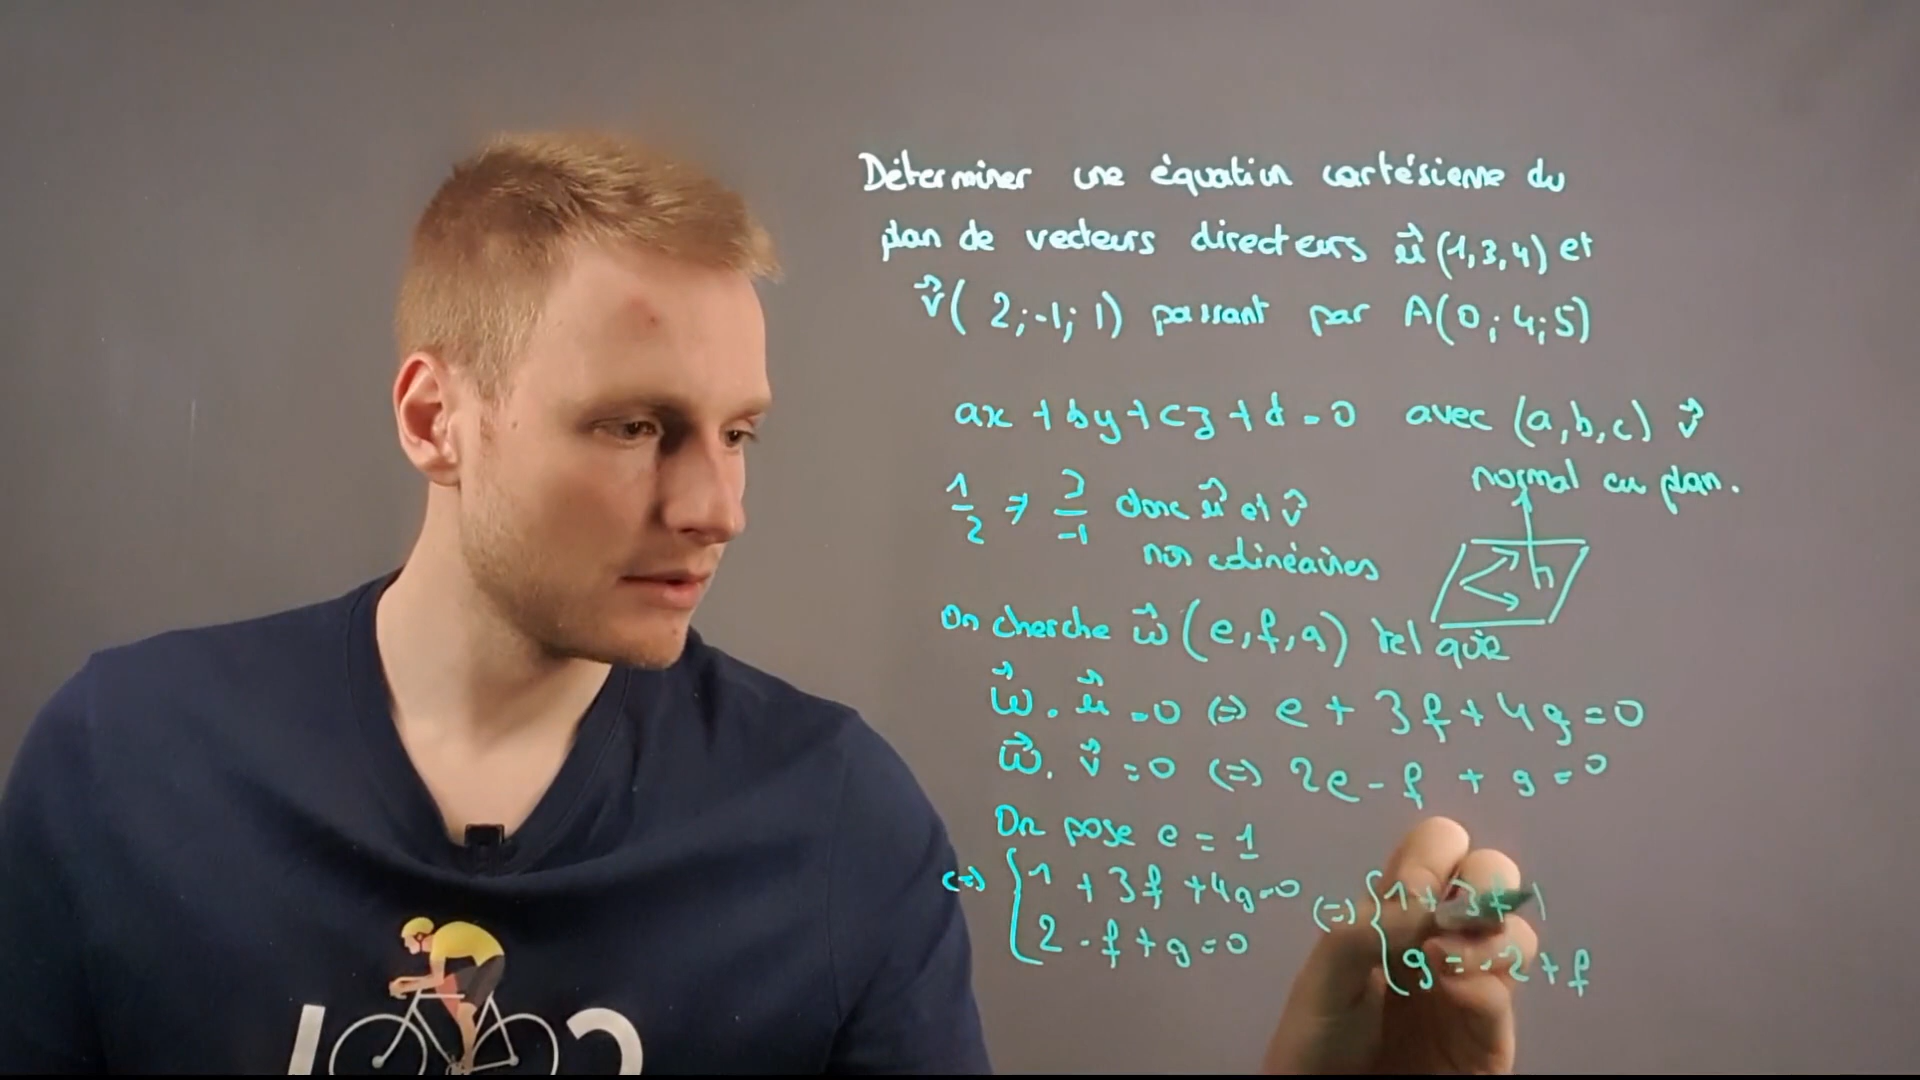 Déterminer une équation cartésienne du
plan de vecteurs directeurs u⃗ (1,3,4) et
v⃗ ( 2;-1; 1) passant par A(0; 4; 5)
ax + by + cz + d = 0 avec (a, b, c) v⃗
normal au plan.
1/2 ≠ 3/-1 donc u⃗ et v⃗
non colinéaires
On cherche w⃗ (e, f, g) tel que
w⃗ . u⃗ = 0 (=) e + 3f + 4g = 0
w⃗ . v⃗ = 0 (=) 2e - f + g = 0
On pose e = 1
(=) { 1 + 3f + 4g = 0 (=) { 1 + 3f
2 - f + g = 0 g = -2 + f